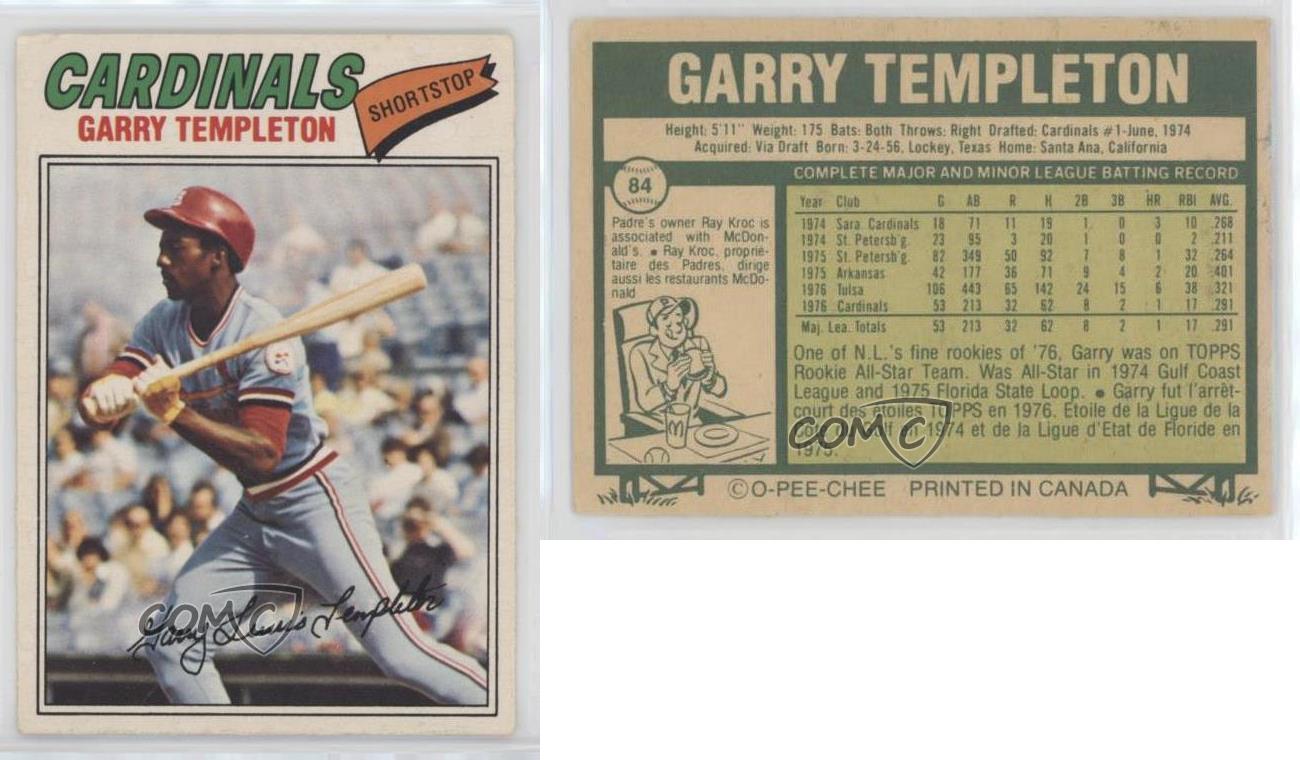 CARDINALS
GARRY TEMPLETON
SHORTSTOP
COMC
Garry Lewis Templeton
GARRY TEMPLETON
Height: 5'11" Weight: 175 Bats: Both Throws: Right Drafted: Cardinals #1-June, 1974
Acquired: Via Draft Born: 3-24-56, Lockey, Texas Home: Santa Ana, California
84
Padre's owner Ray Kroc is
associated with McDon-
ald's. ● Ray Kroc, proprié-
taire des Padres, dirige
aussi les restaurants McDo-
nald
COMPLETE MAJOR AND MINOR LEAGUE BATTING RECORD
Year Club G AB R H 2B 3B HR RBI AVG.
1974 Sara. Cardinals 18 71 11 19 1 0 3 10 .268
1974 St. Petersb'g. 23 95 3 20 1 0 0 2 .211
1975 St. Petersb'g. 82 349 50 92 7 8 1 32 .264
1975 Arkansas 42 177 36 71 9 4 2 20 .401
1976 Tulsa 106 443 65 142 24 15 6 38 .321
1976 Cardinals 53 213 32 62 8 2 1 17 .291
Maj. Lea. Totals 53 213 32 62 8 2 1 17 .291
One of N.L.'s fine rookies of '76, Garry was on TOPPS
Rookie All-Star Team. Was All-Star in 1974 Gulf Coast
League and 1975 Florida State Loop. ● Garry fut l'arrêt-
court des étoiles TOPPS en 1976. Etoile de la Ligue de la
Côte du Golf en 1974 et de la Ligue d'Etat de Floride en
1975.
COMC
©O-PEE-CHEE PRINTED IN CANADA